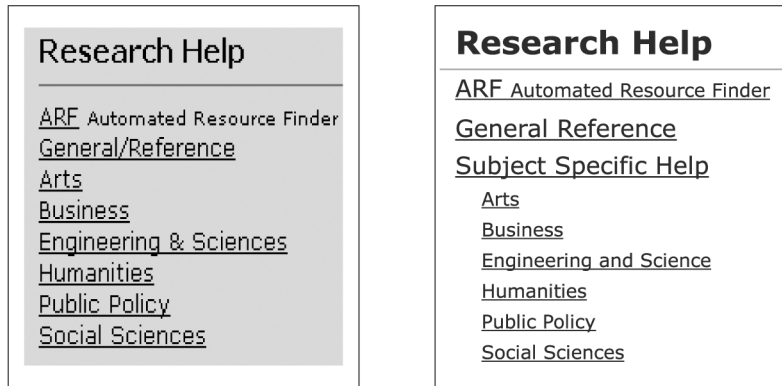 Research Help
ARF Automated Resource Finder
General/Reference
Arts
Business
Engineering & Sciences
Humanities
Public Policy
Social Sciences
Research Help
ARF Automated Resource Finder
General Reference
Subject Specific Help
Arts
Business
Engineering and Science
Humanities
Public Policy
Social Sciences